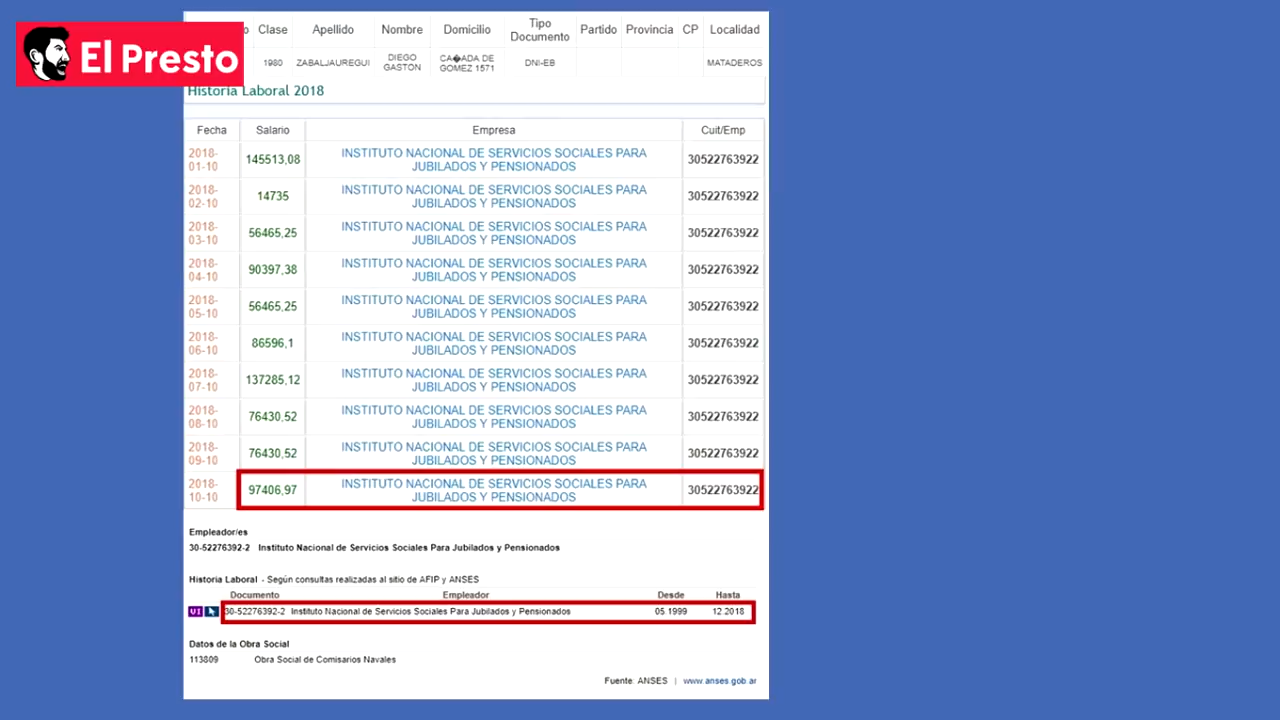 El Presto
o Clase Apellido Nombre Domicilio Tipo Documento Partido Provincia CP Localidad
1980 ZABALJAUREGUI DIEGO GASTON CA�ADA DE GOMEZ 1571 DNI-EB MATADEROS
Historia Laboral 2018
Fecha Salario Empresa Cuit/Emp
2018-01-10 145513,08 INSTITUTO NACIONAL DE SERVICIOS SOCIALES PARA JUBILADOS Y PENSIONADOS 30522763922
2018-02-10 14735 INSTITUTO NACIONAL DE SERVICIOS SOCIALES PARA JUBILADOS Y PENSIONADOS 30522763922
2018-03-10 56465,25 INSTITUTO NACIONAL DE SERVICIOS SOCIALES PARA JUBILADOS Y PENSIONADOS 30522763922
2018-04-10 90397,38 INSTITUTO NACIONAL DE SERVICIOS SOCIALES PARA JUBILADOS Y PENSIONADOS 30522763922
2018-05-10 56465,25 INSTITUTO NACIONAL DE SERVICIOS SOCIALES PARA JUBILADOS Y PENSIONADOS 30522763922
2018-06-10 86596,1 INSTITUTO NACIONAL DE SERVICIOS SOCIALES PARA JUBILADOS Y PENSIONADOS 30522763922
2018-07-10 137285,12 INSTITUTO NACIONAL DE SERVICIOS SOCIALES PARA JUBILADOS Y PENSIONADOS 30522763922
2018-08-10 76430,52 INSTITUTO NACIONAL DE SERVICIOS SOCIALES PARA JUBILADOS Y PENSIONADOS 30522763922
2018-09-10 76430,52 INSTITUTO NACIONAL DE SERVICIOS SOCIALES PARA JUBILADOS Y PENSIONADOS 30522763922
2018-10-10 97406,97 INSTITUTO NACIONAL DE SERVICIOS SOCIALES PARA JUBILADOS Y PENSIONADOS 30522763922
Empleador/es
30-52276392-2 Instituto Nacional de Servicios Sociales Para Jubilados y Pensionados
Historia Laboral - Según consultas realizadas al sitio de AFIP y ANSES
Documento Empleador Desde Hasta
VI 30-52276392-2 Instituto Nacional de Servicios Sociales Para Jubilados y Pensionados 05.1999 12.2018
Datos de la Obra Social
113809 Obra Social de Comisarios Navales
Fuente: ANSES | www.anses.gob.ar